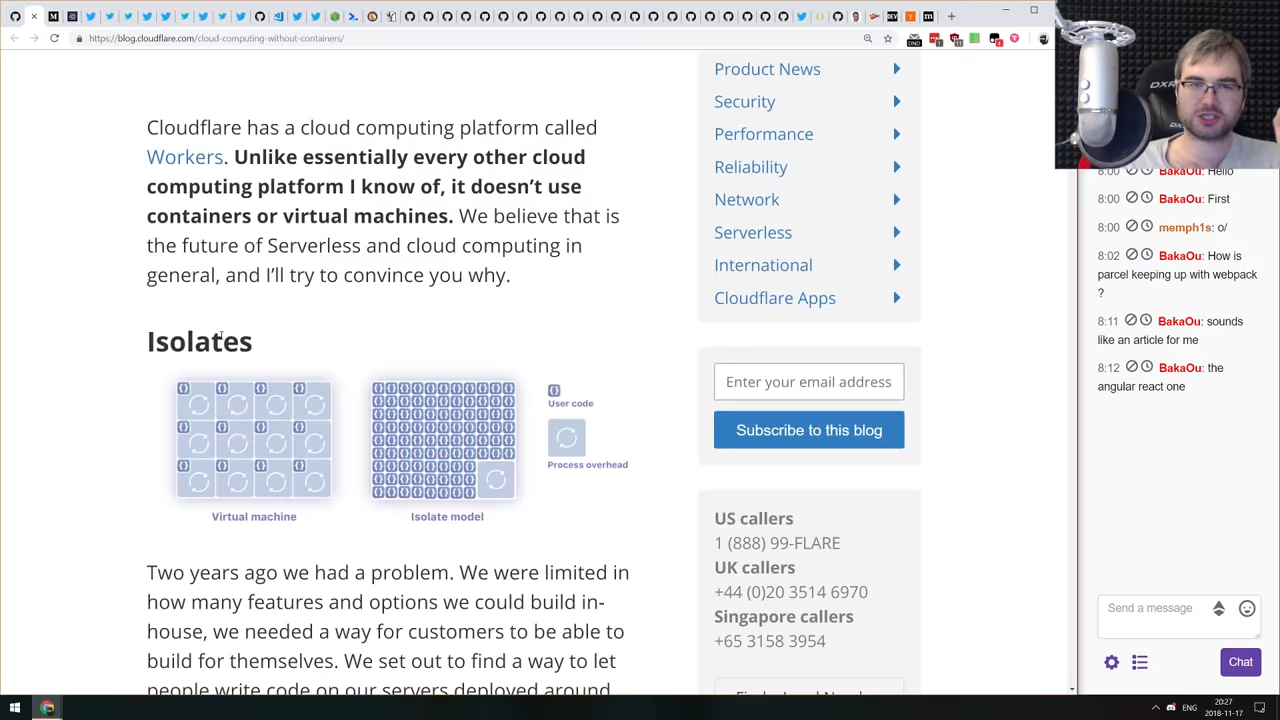 https://blog.cloudflare.com/cloud-computing-without-containers/
Cloudflare has a cloud computing platform called
Workers. Unlike essentially every other cloud
computing platform I know of, it doesn’t use
containers or virtual machines. We believe that is
the future of Serverless and cloud computing in
general, and I’ll try to convince you why.
Isolates
User code
Process overhead
Virtual machine
Isolate model
Two years ago we had a problem. We were limited in
how many features and options we could build in-
house, we needed a way for customers to be able to
build for themselves. We set out to find a way to let
people write code on our servers deployed around
Product News
Security
Performance
Reliability
Network
Serverless
International
Cloudflare Apps
Enter your email address
Subscribe to this blog
US callers
1 (888) 99-FLARE
UK callers
+44 (0)20 3514 6970
Singapore callers
+65 3158 3954
DXR
8:00 BakaOu: Hello
8:00 BakaOu: First
8:00 memph1s: o/
8:02 BakaOu: How is
parcel keeping up with webpack
?
8:11 BakaOu: sounds
like an article for me
8:12 BakaOu: the
angular react one
Send a message
Chat
ENG
20:27
2018-11-17